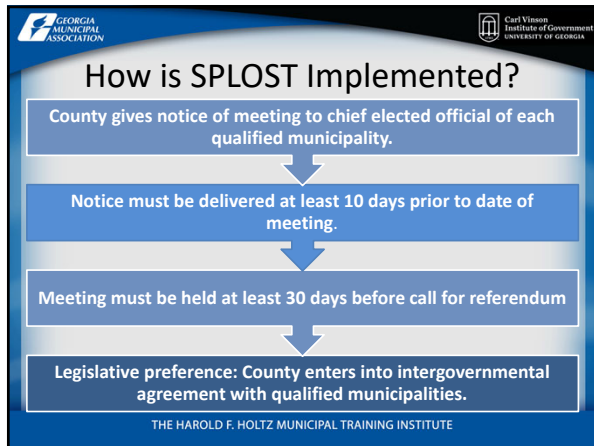 GEORGIA
MUNICIPAL
ASSOCIATION
Carl Vinson
Institute of Government
UNIVERSITY OF GEORGIA
How is SPLOST Implemented?
County gives notice of meeting to chief elected official of each
qualified municipality.
Notice must be delivered at least 10 days prior to date of
meeting.
Meeting must be held at least 30 days before call for referendum
Legislative preference: County enters into intergovernmental
agreement with qualified municipalities.
THE HAROLD F. HOLTZ MUNICIPAL TRAINING INSTITUTE